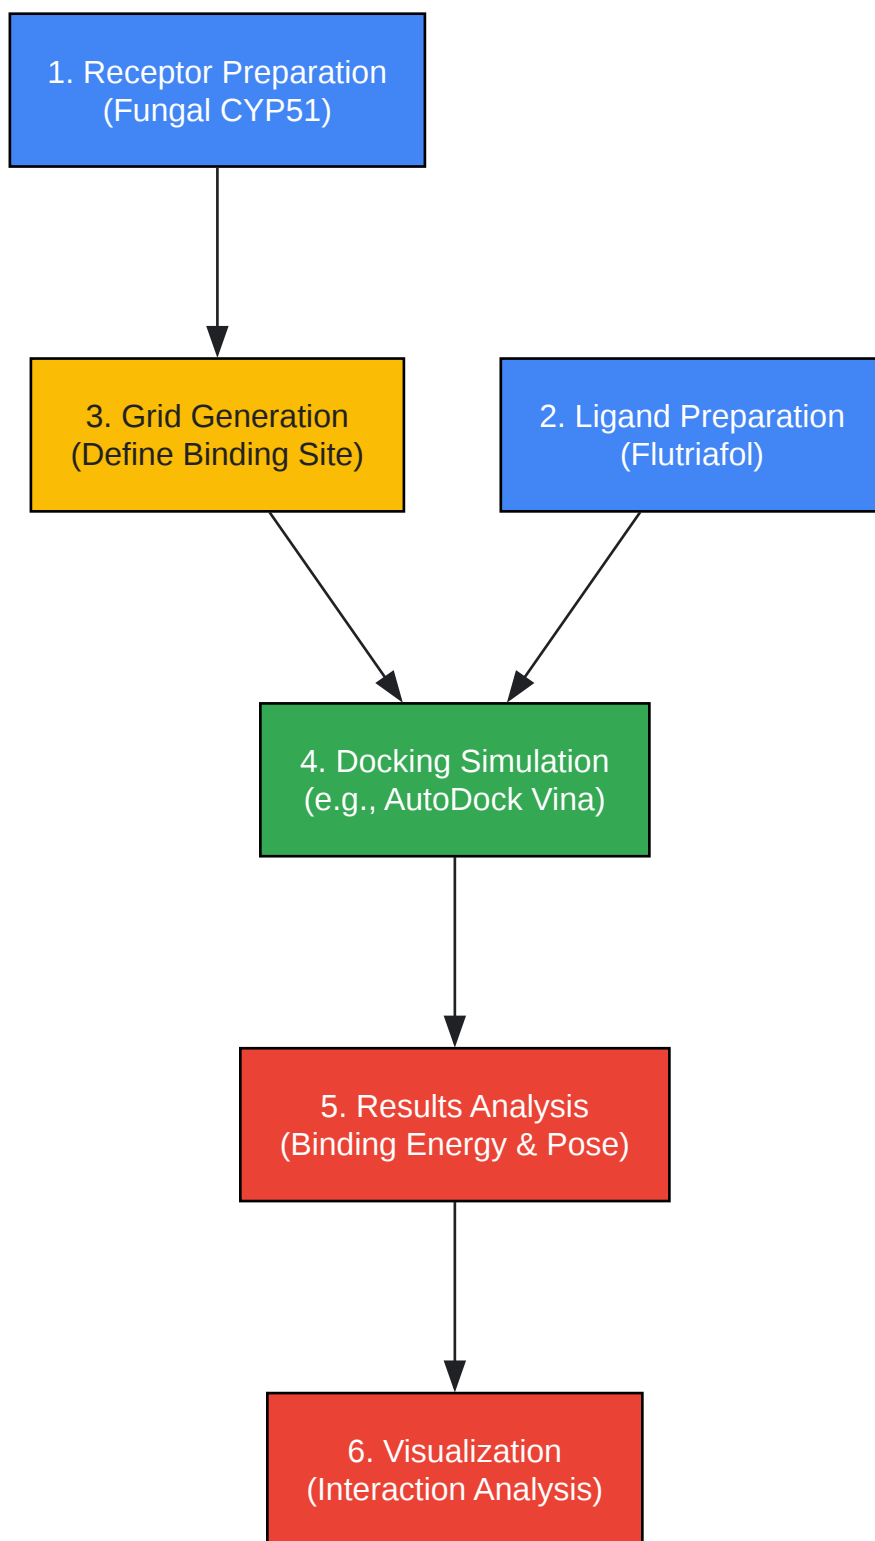 1. Receptor Preparation
(Fungal CYP51)
3. Grid Generation
(Define Binding Site)
2. Ligand Preparation
(Flutriafol)
4. Docking Simulation
(e.g., AutoDock Vina)
5. Results Analysis
(Binding Energy & Pose)
6. Visualization
(Interaction Analysis)